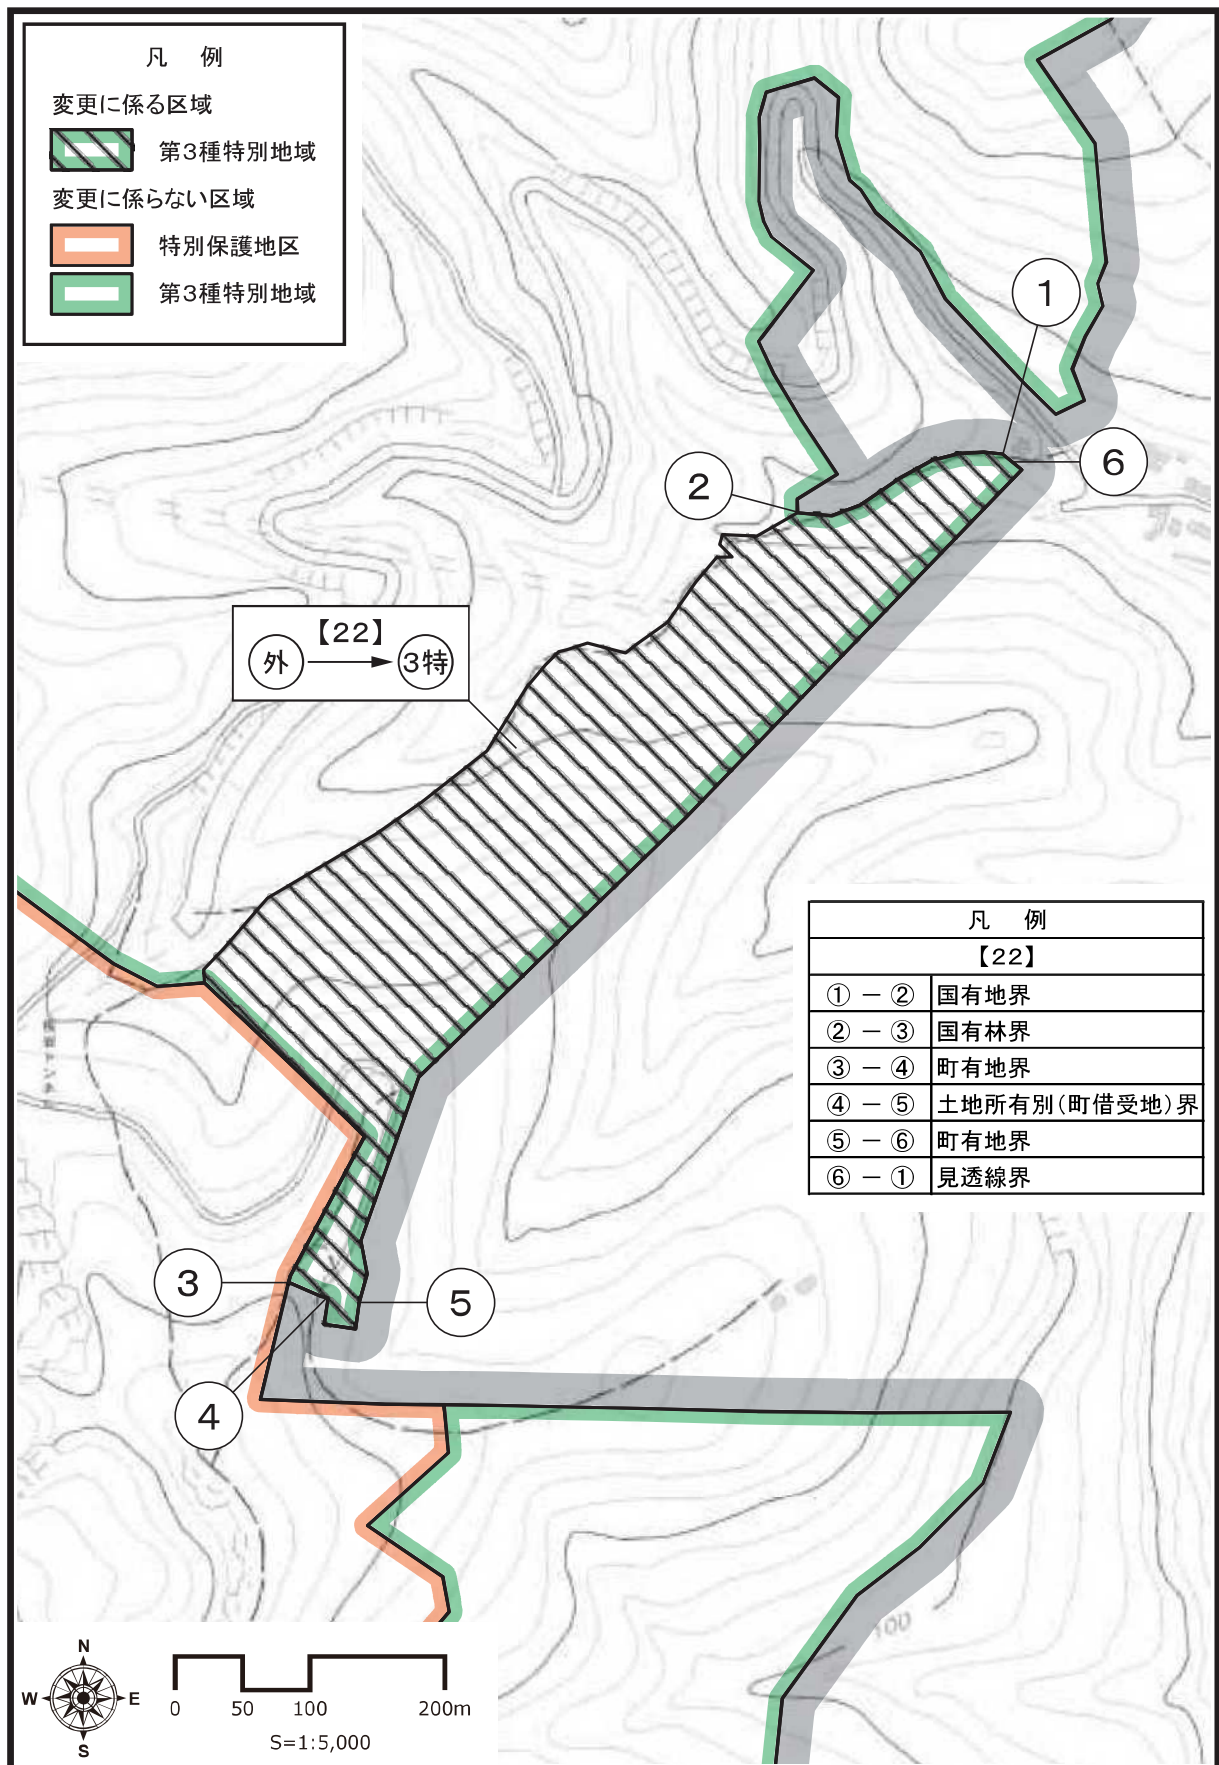 凡 例
変更に係る区域
第3種特別地域
変更に係らない区域
特別保護地区
第3種特別地域
①
⑥
②
【22】
外 → 3特
凡 例
【22】
① － ② 国有地界
② － ③ 国有林界
③ － ④ 町有地界
④ － ⑤ 土地所有別(町借受地)界
⑤ － ⑥ 町有地界
⑥ － ① 見透線界
③
⑤
④
100
N
W E
S
0 50 100 200m
S=1:5,000